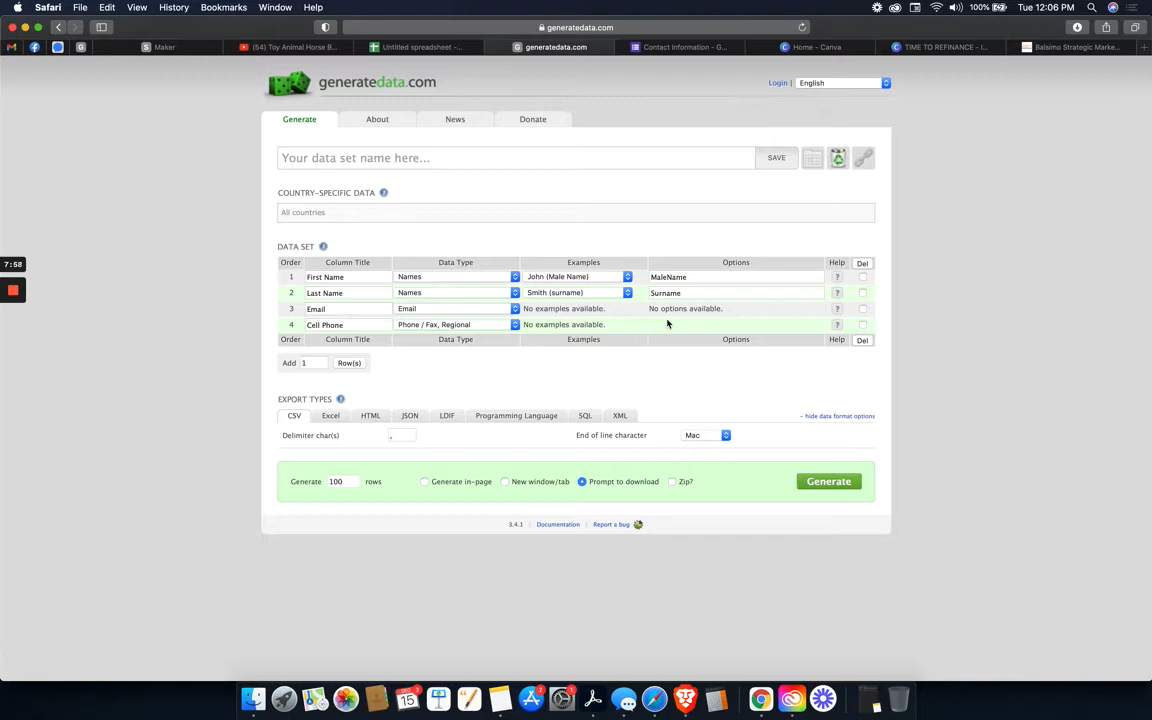 Safari File Edit View History Bookmarks Window Help 100% Tue 12:06 PM
generatedata.com
Maker (54) Toy Animal Horse B... Untitled spreadsheet -... generatedata.com Contact Information - G... Home - Canva TIME TO REFINANCE - I... Balsimo Strategic Marke...
generatedata.com
Login | English
Generate About News Donate
Your data set name here... SAVE
COUNTRY-SPECIFIC DATA ?
All countries
DATA SET ?
Order Column Title Data Type Examples Options Help Del
1 First Name Names John (Male Name) MaleName ?
2 Last Name Names Smith (surname) Surname ?
3 Email Email No examples available. No options available. ?
4 Cell Phone Phone / Fax, Regional No examples available. ?
Order Column Title Data Type Examples Options Help Del
Add 1 Row(s)
EXPORT TYPES ?
CSV Excel HTML JSON LDIF Programming Language SQL XML - hide data format options
Delimiter char(s) , End of line character Mac
Generate 100 rows Generate in-page New window/tab Prompt to download Zip? Generate
3.4.1 | Documentation | Report a bug
7:58
15